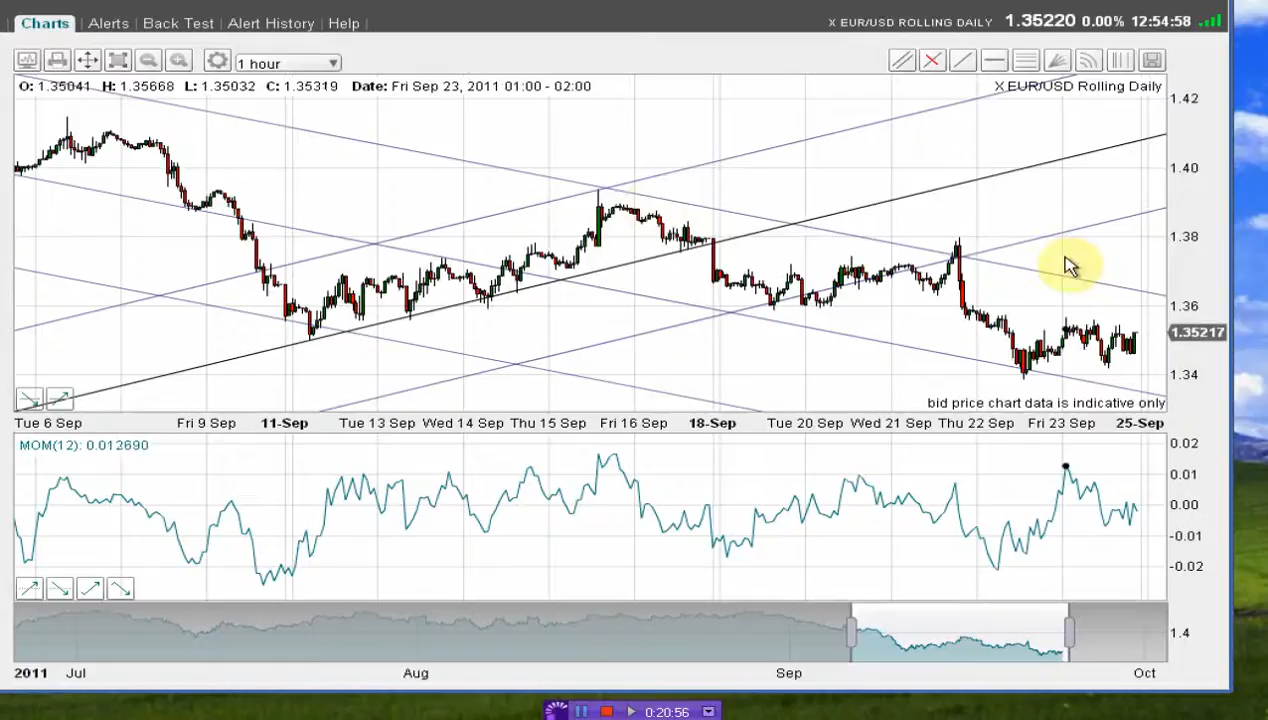 Charts Alerts Back Test Alert History Help X EUR/USD ROLLING DAILY 1.35220 0.00% 12:54:58
1 hour
O: 1.35041 H: 1.35668 L: 1.35032 C: 1.35319 Date: Fri Sep 23, 2011 01:00 - 02:00 X EUR/USD Rolling Daily
1.42
1.40
1.38
1.36
1.35217
1.34
bid price chart data is indicative only
Tue 6 Sep Fri 9 Sep 11-Sep Tue 13 Sep Wed 14 Sep Thu 15 Sep Fri 16 Sep 18-Sep Tue 20 Sep Wed 21 Sep Thu 22 Sep Fri 23 Sep 25-Sep
MOM(12): 0.012690
0.02
0.01
0.00
-0.01
-0.02
1.4
2011 Jul Aug Sep Oct
0:20:56